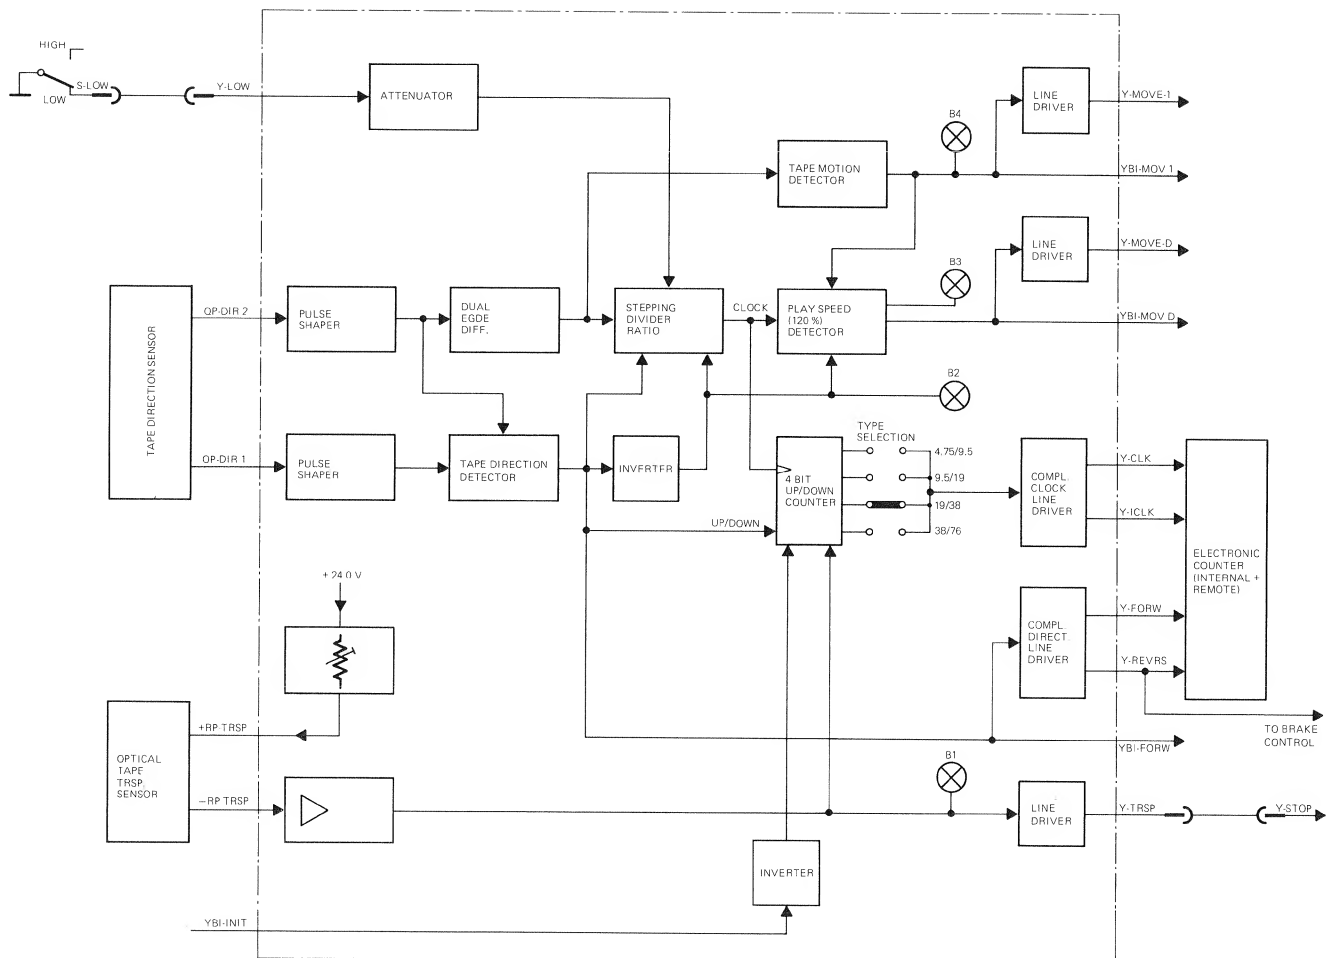 HIGH
S-LOW
LOW
Y-LOW
ATTENUATOR
LINE
DRIVER
Y-MOVE-1
B4
TAPE MOTION
DETECTOR
YBI-MOV 1
LINE
DRIVER
Y-MOVE-D
B3
TAPE DIRECTION SENSOR
QP-DIR 2
PULSE
SHAPER
DUAL
EGDE
DIFF.
STEPPING
DIVIDER
RATIO
CLOCK
PLAY SPEED
(120 %)
DETECTOR
YBI-MOV D
B2
QP-DIR 1
PULSE
SHAPER
TAPE DIRECTION
DETECTOR
INVERTER
TYPE
SELECTION
4 BIT
UP/DOWN
COUNTER
4.75/9.5
9.5/19
19/38
38/76
UP/DOWN
COMPL.
CLOCK
LINE
DRIVER
Y-CLK
Y-ICLK
ELECTRONIC
COUNTER
(INTERNAL +
REMOTE)
+ 24.0 V
COMPL.
DIRECT.
LINE
DRIVER
Y-FORW
Y-REVRS
TO BRAKE
CONTROL
YBI-FORW
OPTICAL
TAPE
TRSP.
SENSOR
+RP TRSP
–RP TRSP
B1
LINE
DRIVER
Y-TRSP
Y-STOP
INVERTER
YBI-INIT